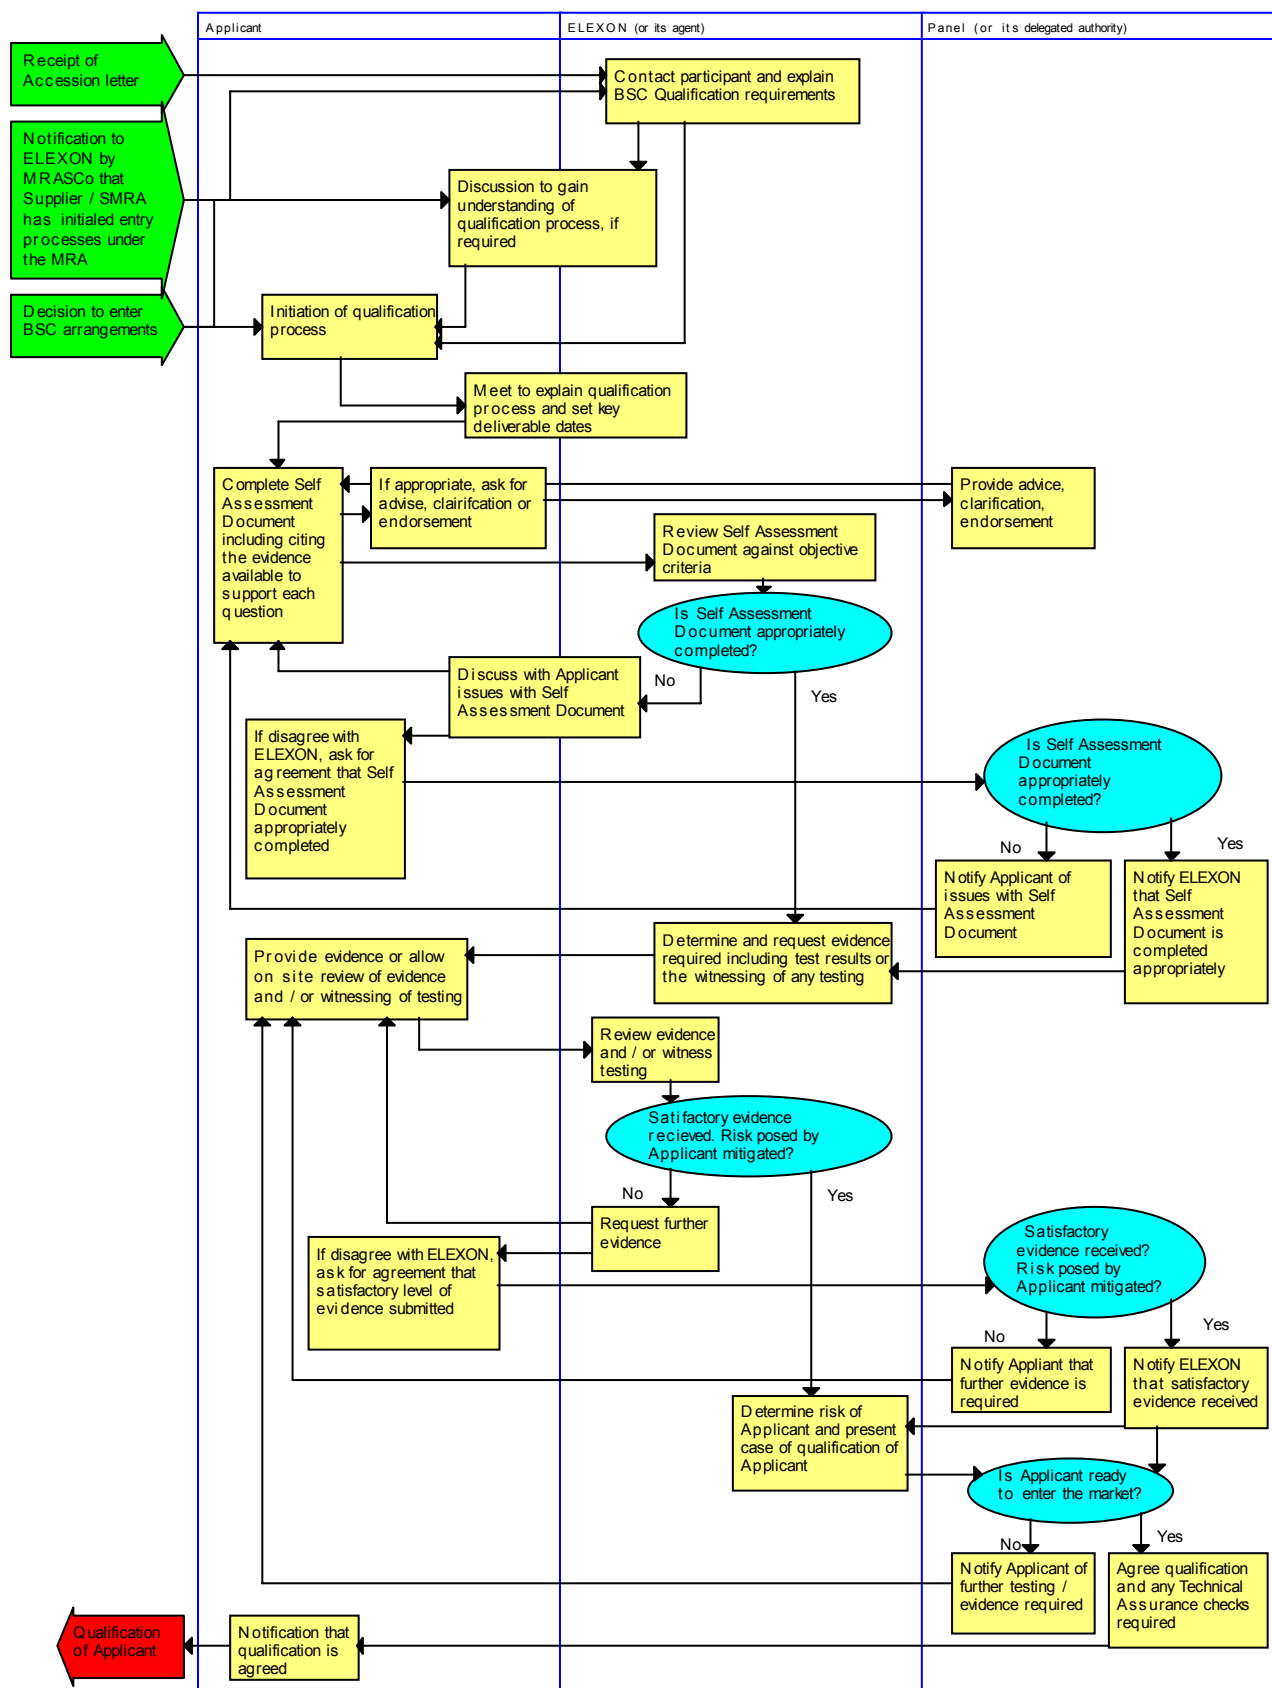 Applicant
ELEXON (or its agent)
Panel (or its delegated authority)
Receipt of
Accession letter
Contact participant and explain
BSC Qualification requirements
Notification to
ELEXON by
MRASCo that
Supplier / SMRA
has initialed entry
processes under
the MRA
Discussion to gain
understanding of
qualification process, if
required
Decision to enter
BSC arrangements
Initiation of qualification
process
Meet to explain qualification
process and set key
deliverable dates
Complete Self
Assessment
Document
including citing
the evidence
available to
support each
question
If appropriate, ask for
advise, clairifcation or
endorsement
Provide advice,
clarification,
endorsement
Review Self Assessment
Document against objective
criteria
Is Self Assessment
Document appropriately
completed?
No
Yes
Discuss with Applicant
issues with Self
Assessment Document
If disagree with
ELEXON, ask for
agreement that Self
Assessment
Document
appropriately
completed
Is Self Assessment
Document
appropriately
completed?
No
Yes
Notify Applicant of
issues with Self
Assessment
Document
Notify ELEXON
that Self
Assessment
Document is
completed
appropriately
Determine and request evidence
required including test results or
the witnessing of any testing
Provide evidence or allow
on site review of evidence
and / or witnessing of testing
Review evidence
and / or witness
testing
Satifactory evidence
recieved. Risk posed by
Applicant mitigated?
No
Yes
Request further
evidence
If disagree with ELEXON,
ask for agreement that
satisfactory level of
evidence submitted
Satisfactory
evidence received?
Risk posed by
Applicant mitigated?
No
Yes
Notify Appliant that
further evidence is
required
Notify ELEXON
that satisfactory
evidence received
Determine risk of
Applicant and present
case of qualification of
Applicant
Is Applicant ready
to enter the market?
No
Yes
Notify Applicant of
further testing /
evidence required
Agree qualification
and any Technical
Assurance checks
required
Qualification
of Applicant
Notification that
qualification is
agreed